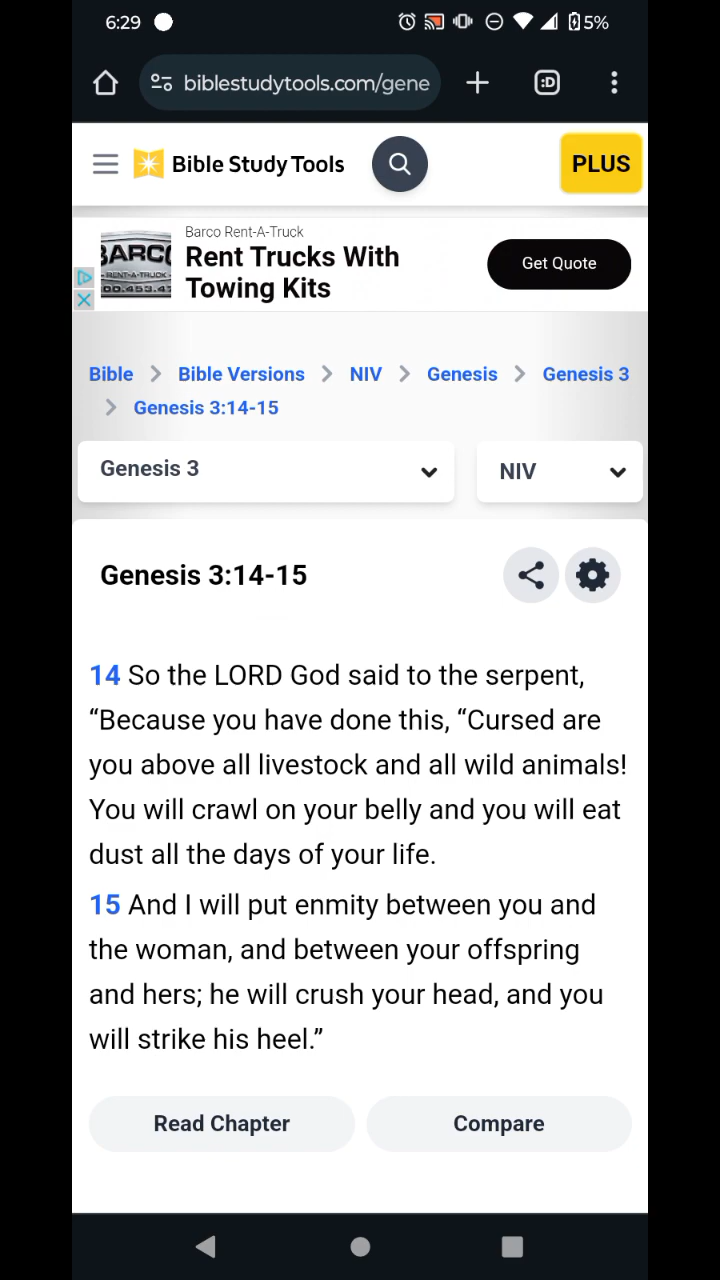 6:29
5%
biblestudytools.com/gene
:D
Bible Study Tools
PLUS
Barco Rent-A-Truck
Rent Trucks With
Towing Kits
Get Quote
BARCO
RENT-A-TRUCK
Bible > Bible Versions > NIV > Genesis > Genesis 3
> Genesis 3:14-15
Genesis 3
NIV
Genesis 3:14-15
14 So the LORD God said to the serpent,
“Because you have done this, “Cursed are
you above all livestock and all wild animals!
You will crawl on your belly and you will eat
dust all the days of your life.
15 And I will put enmity between you and
the woman, and between your offspring
and hers; he will crush your head, and you
will strike his heel.”
Read Chapter
Compare